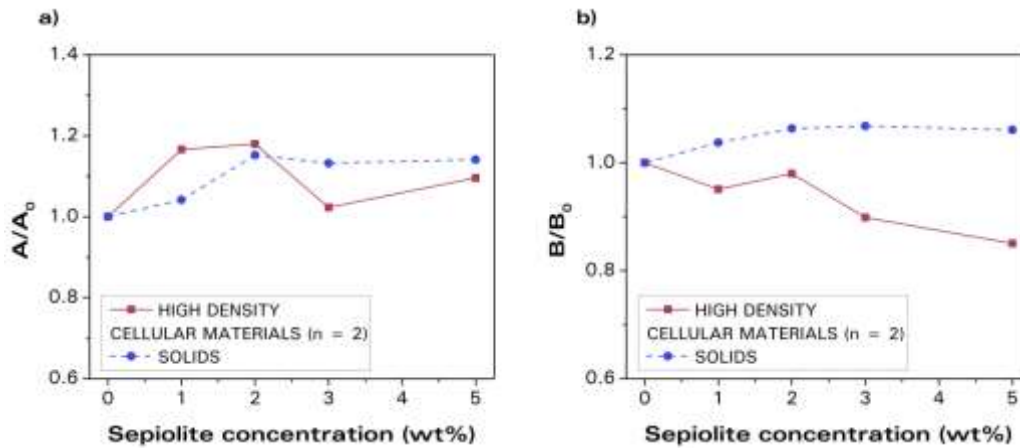 a)
A/A₀
1.4
1.2
1.0
0.8
0.6
HIGH DENSITY
CELLULAR MATERIALS (n = 2)
SOLIDS
0 1 2 3 4 5
Sepiolite concentration (wt%)
b)
B/B₀
1.2
1.0
0.8
0.6
HIGH DENSITY
CELLULAR MATERIALS (n = 2)
SOLIDS
0 1 2 3 4 5
Sepiolite concentration (wt%)